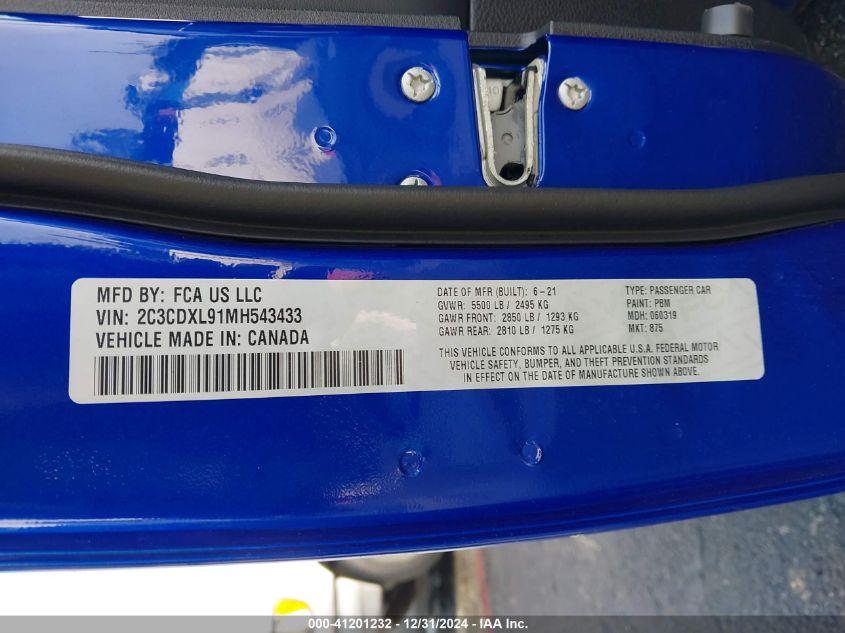 MFD BY: FCA US LLC
VIN: 2C3CDXL91MH543433
VEHICLE MADE IN: CANADA
DATE OF MFR (BUILT): 6-21
GVWR: 5500 LB / 2495 KG
GAWR FRONT: 2850 LB / 1293 KG
GAWR REAR: 2810 LB / 1275 KG
TYPE: PASSENGER CAR
PAINT: PBM
MDH: 060319
MKT: 875
THIS VEHICLE CONFORMS TO ALL APPLICABLE U.S.A. FEDERAL MOTOR
VEHICLE SAFETY, BUMPER, AND THEFT PREVENTION STANDARDS
IN EFFECT ON THE DATE OF MANUFACTURE SHOWN ABOVE.
000-41201232 - 12/31/2024 - IAA Inc.